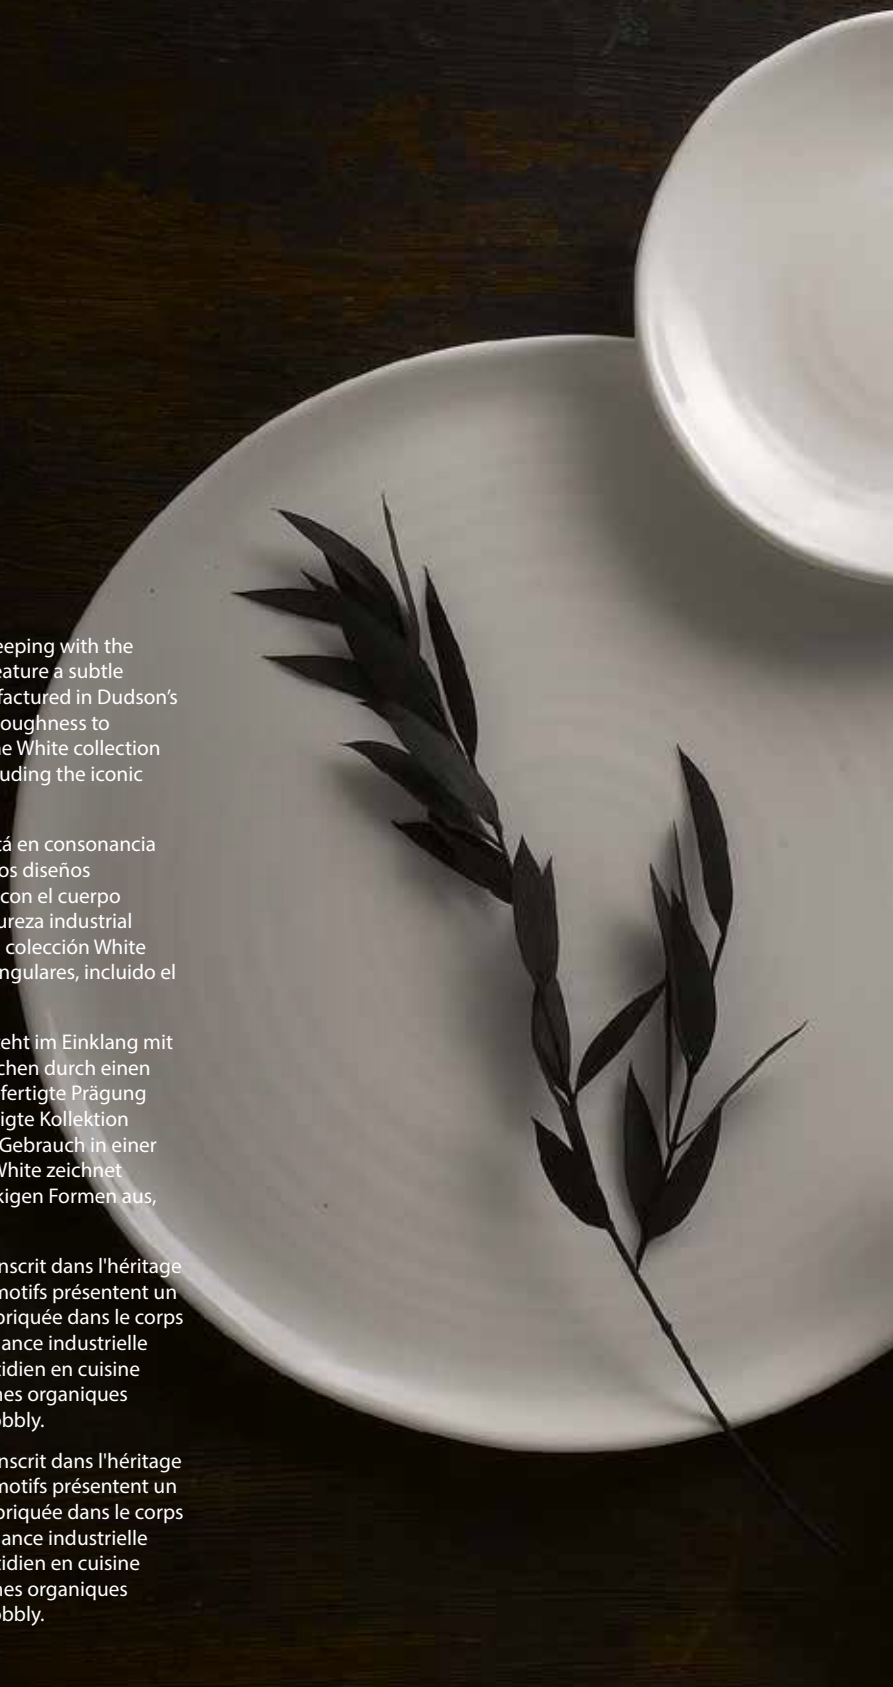 eeping with the
eature a subtle
factured in Dudson’s
oughness to
e White collection
uding the iconic
tá en consonancia
os diseños
con el cuerpo
ureza industrial
colección White
ngulares, incluido el
eht im Einklang mit
chen durch einen
fertigte Prägung
igte Kollektion
Gebrauch in einer
White zeichnet
kigen Formen aus,
nscrit dans l'héritage
motifs présentent un
briquée dans le corps
ance industrielle
tidien en cuisine
nes organiques
obbly.
nscrit dans l'héritage
motifs présentent un
briquée dans le corps
ance industrielle
tidien en cuisine
nes organiques
obbly.